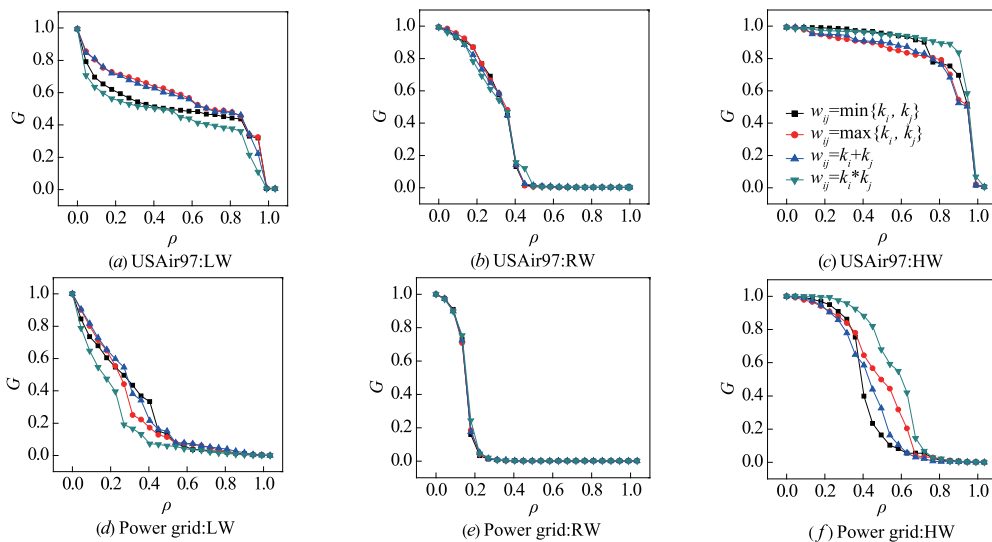 1.0
0.8
0.6
0.4
0.2
0.0
G
0.0 0.2 0.4 0.6 0.8 1.0
ρ
(a) USAir97:LW
1.0
0.8
0.6
0.4
0.2
0.0
G
0.0 0.2 0.4 0.6 0.8 1.0
ρ
(b) USAir97:RW
1.0
0.8
0.6
0.4
0.2
0.0
G
w_ij=min{k_i, k_j}
w_ij=max{k_i, k_j}
w_ij=k_i+k_j
w_ij=k_i*k_j
0.0 0.2 0.4 0.6 0.8 1.0
ρ
(c) USAir97:HW
1.0
0.8
0.6
0.4
0.2
0.0
G
0.0 0.2 0.4 0.6 0.8 1.0
ρ
(d) Power grid:LW
1.0
0.8
0.6
0.4
0.2
0.0
G
0.0 0.2 0.4 0.6 0.8 1.0
ρ
(e) Power grid:RW
1.0
0.8
0.6
0.4
0.2
0.0
G
0.0 0.2 0.4 0.6 0.8 1.0
ρ
(f) Power grid:HW